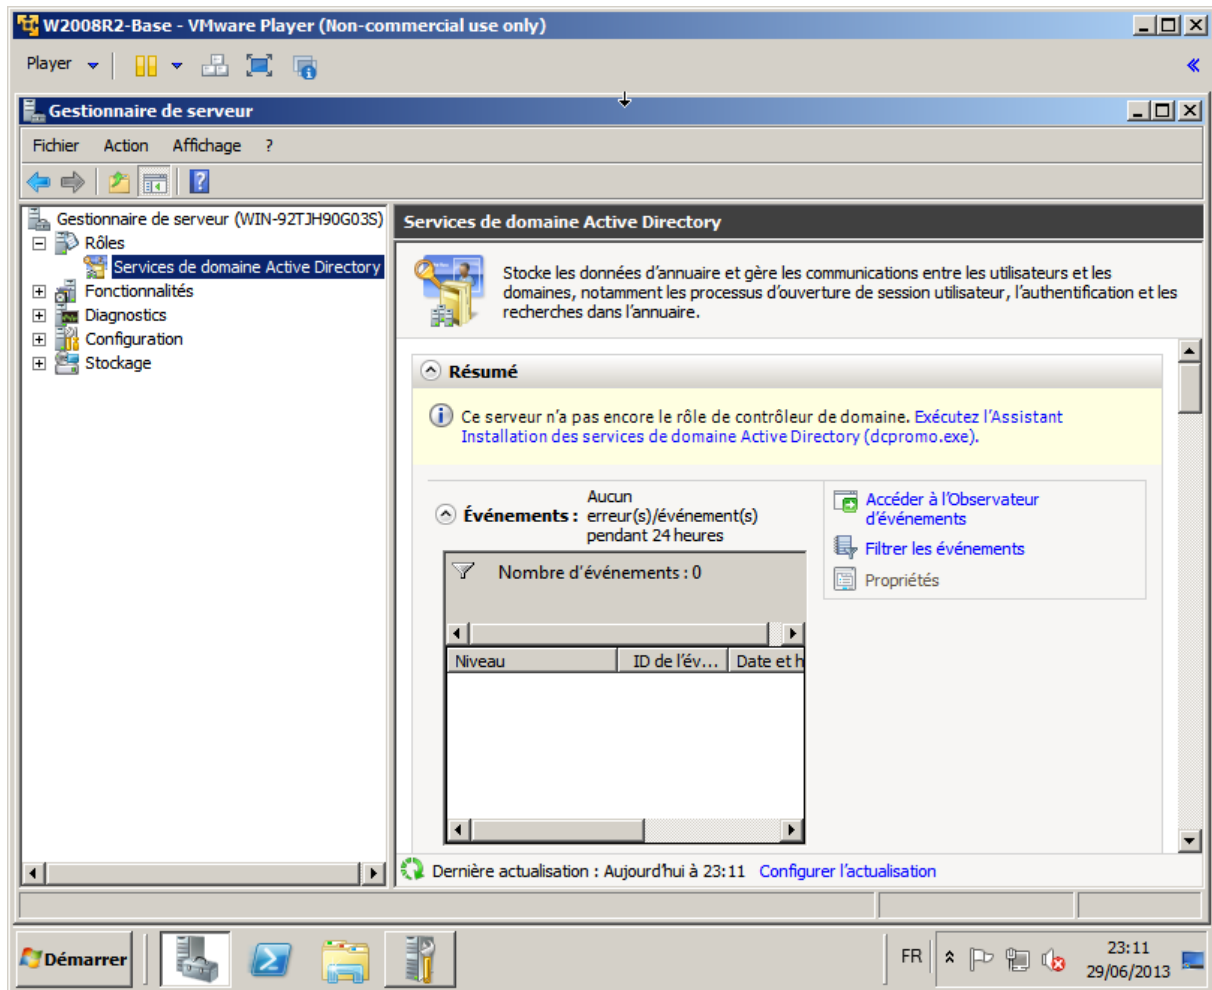 W2008R2-Base - VMware Player (Non-commercial use only)
Player
Gestionnaire de serveur
Fichier Action Affichage ?
Gestionnaire de serveur (WIN-92TJH90G03S)
Rôles
Services de domaine Active Directory
Fonctionnalités
Diagnostics
Configuration
Stockage
Services de domaine Active Directory
Stocke les données d'annuaire et gère les communications entre les utilisateurs et les
domaines, notamment les processus d'ouverture de session utilisateur, l'authentification et les
recherches dans l'annuaire.
Résumé
Ce serveur n'a pas encore le rôle de contrôleur de domaine. Exécutez l'Assistant
Installation des services de domaine Active Directory (dcpromo.exe).
Événements : Aucun
erreur(s)/événement(s)
pendant 24 heures
Nombre d'événements : 0
Niveau ID de l'év... Date et h
Accéder à l'Observateur
d'événements
Filtrer les événements
Propriétés
Dernière actualisation : Aujourd'hui à 23:11 Configurer l'actualisation
Démarrer
FR
23:11
29/06/2013